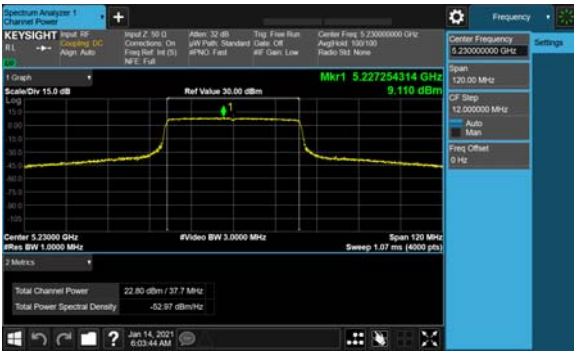 Spectrum Analyzer 1
Channel Power
Frequency
KEYSIGHT
Input: RF
Coupling: DC
Align: Auto
RL
LO
Input Z: 50 Ω
Corrections: On
Freq Ref: Int (S)
NFE: Full
Atten: 32 dB
µW Path: Standard
#PNO: Fast
Trig: Free Run
Gate: Off
#IF Gain: Low
Center Freq: 5.230000000 GHz
Avg|Hold: 100/100
Radio Std: None
Center Frequency
5.230000000 GHz
Settings
Span
120.00 MHz
CF Step
12.000000 MHz
Auto
Man
Freq Offset
0 Hz
1 Graph
Scale/Div 15.0 dB
Ref Value 30.00 dBm
Mkr1 5.227254314 GHz
9.110 dBm
Log
15.0
0.00
-15.0
-30.0
-45.0
-60.0
-75.0
-90.0
-105
1
Center 5.23000 GHz
#Res BW 1.0000 MHz
#Video BW 3.0000 MHz
Span 120 MHz
Sweep 1.07 ms (4000 pts)
2 Metrics
Total Channel Power 22.80 dBm / 37.7 MHz
Total Power Spectral Density -52.97 dBm/Hz
Jan 14, 2021
6:03:44 AM